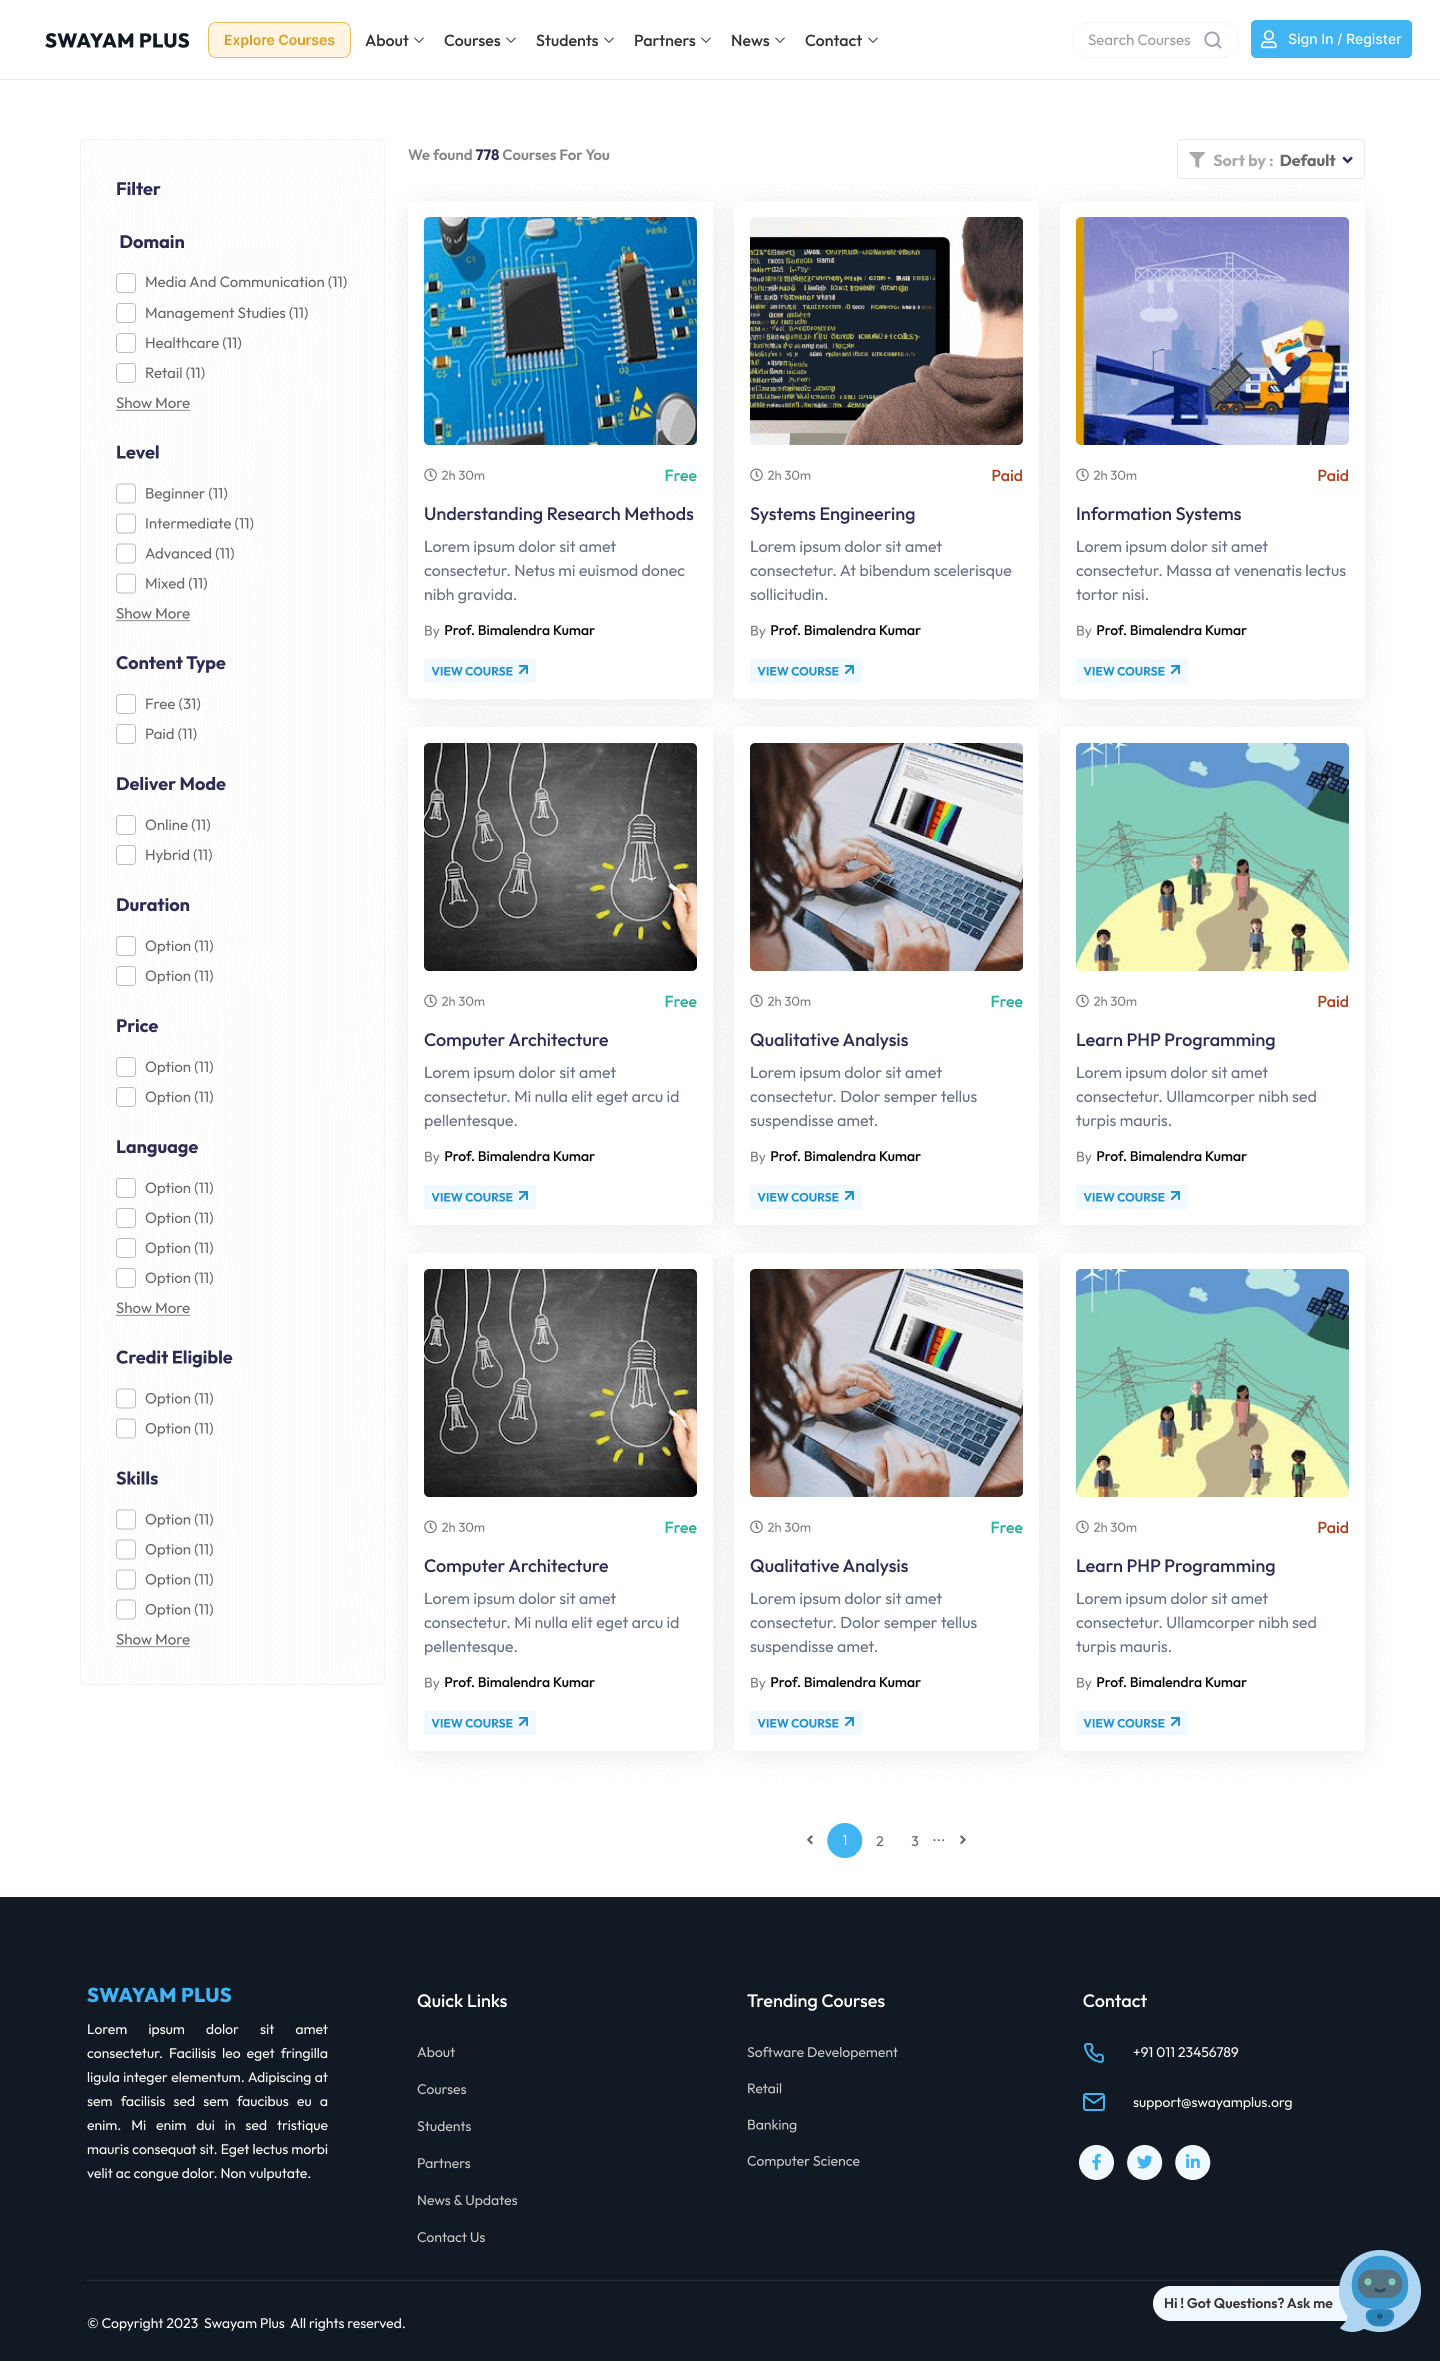 SWAYAM PLUS
Explore Courses
About
Courses
Students
Partners
News
Contact
Search Courses
Sign In / Register
Filter
Domain
Media And Communication (11)
Management Studies (11)
Healthcare (11)
Retail (11)
Show More
Level
Beginner (11)
Intermediate (11)
Advanced (11)
Mixed (11)
Show More
Content Type
Free (31)
Paid (11)
Deliver Mode
Online (11)
Hybrid (11)
Duration
Option (11)
Option (11)
Price
Option (11)
Option (11)
Language
Option (11)
Option (11)
Option (11)
Option (11)
Show More
Credit Eligible
Option (11)
Option (11)
Skills
Option (11)
Option (11)
Option (11)
Option (11)
Show More
We found 778 Courses For You
Sort by : Default
2h 30m
Free
Understanding Research Methods
Lorem ipsum dolor sit amet
consectetur. Netus mi euismod donec
nibh gravida.
By Prof. Bimalendra Kumar
VIEW COURSE
2h 30m
Paid
Systems Engineering
Lorem ipsum dolor sit amet
consectetur. At bibendum scelerisque
sollicitudin.
By Prof. Bimalendra Kumar
VIEW COURSE
2h 30m
Paid
Information Systems
Lorem ipsum dolor sit amet
consectetur. Massa at venenatis lectus
tortor nisi.
By Prof. Bimalendra Kumar
VIEW COURSE
2h 30m
Free
Computer Architecture
Lorem ipsum dolor sit amet
consectetur. Mi nulla elit eget arcu id
pellentesque.
By Prof. Bimalendra Kumar
VIEW COURSE
2h 30m
Free
Qualitative Analysis
Lorem ipsum dolor sit amet
consectetur. Dolor semper tellus
suspendisse amet.
By Prof. Bimalendra Kumar
VIEW COURSE
2h 30m
Paid
Learn PHP Programming
Lorem ipsum dolor sit amet
consectetur. Ullamcorper nibh sed
turpis mauris.
By Prof. Bimalendra Kumar
VIEW COURSE
2h 30m
Free
Computer Architecture
Lorem ipsum dolor sit amet
consectetur. Mi nulla elit eget arcu id
pellentesque.
By Prof. Bimalendra Kumar
VIEW COURSE
2h 30m
Free
Qualitative Analysis
Lorem ipsum dolor sit amet
consectetur. Dolor semper tellus
suspendisse amet.
By Prof. Bimalendra Kumar
VIEW COURSE
2h 30m
Paid
Learn PHP Programming
Lorem ipsum dolor sit amet
consectetur. Ullamcorper nibh sed
turpis mauris.
By Prof. Bimalendra Kumar
VIEW COURSE
1 2 3 ...
SWAYAM PLUS
Lorem ipsum dolor sit amet
consectetur. Facilisis leo eget fringilla
ligula integer elementum. Adipiscing at
sem facilisis sed sem faucibus eu a
enim. Mi enim dui in sed tristique
mauris consequat sit. Eget lectus morbi
velit ac congue dolor. Non vulputate.
Quick Links
About
Courses
Students
Partners
News & Updates
Contact Us
Trending Courses
Software Developement
Retail
Banking
Computer Science
Contact
+91 011 23456789
support@swayamplus.org
© Copyright 2023 Swayam Plus All rights reserved.
Hi ! Got Questions? Ask me